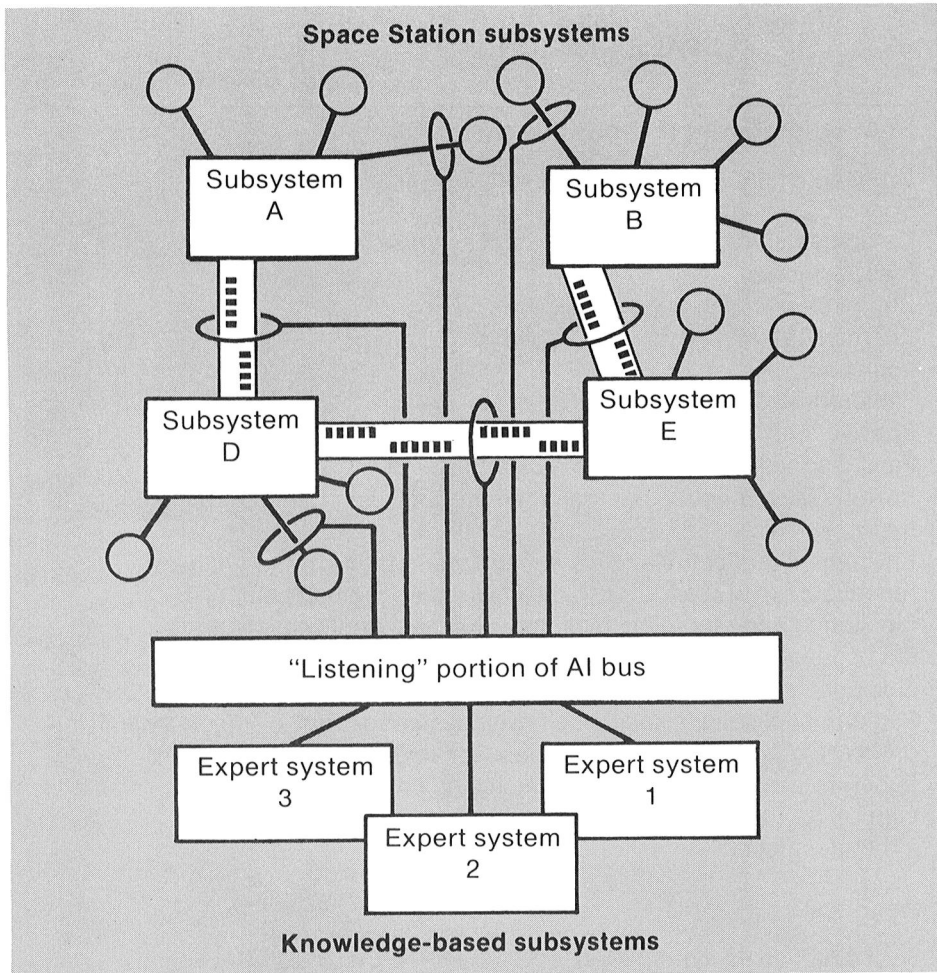 Space Station subsystems
Subsystem
A
Subsystem
B
Subsystem
D
Subsystem
E
“Listening” portion of AI bus
Expert system
3
Expert system
1
Expert system
2
Knowledge-based subsystems